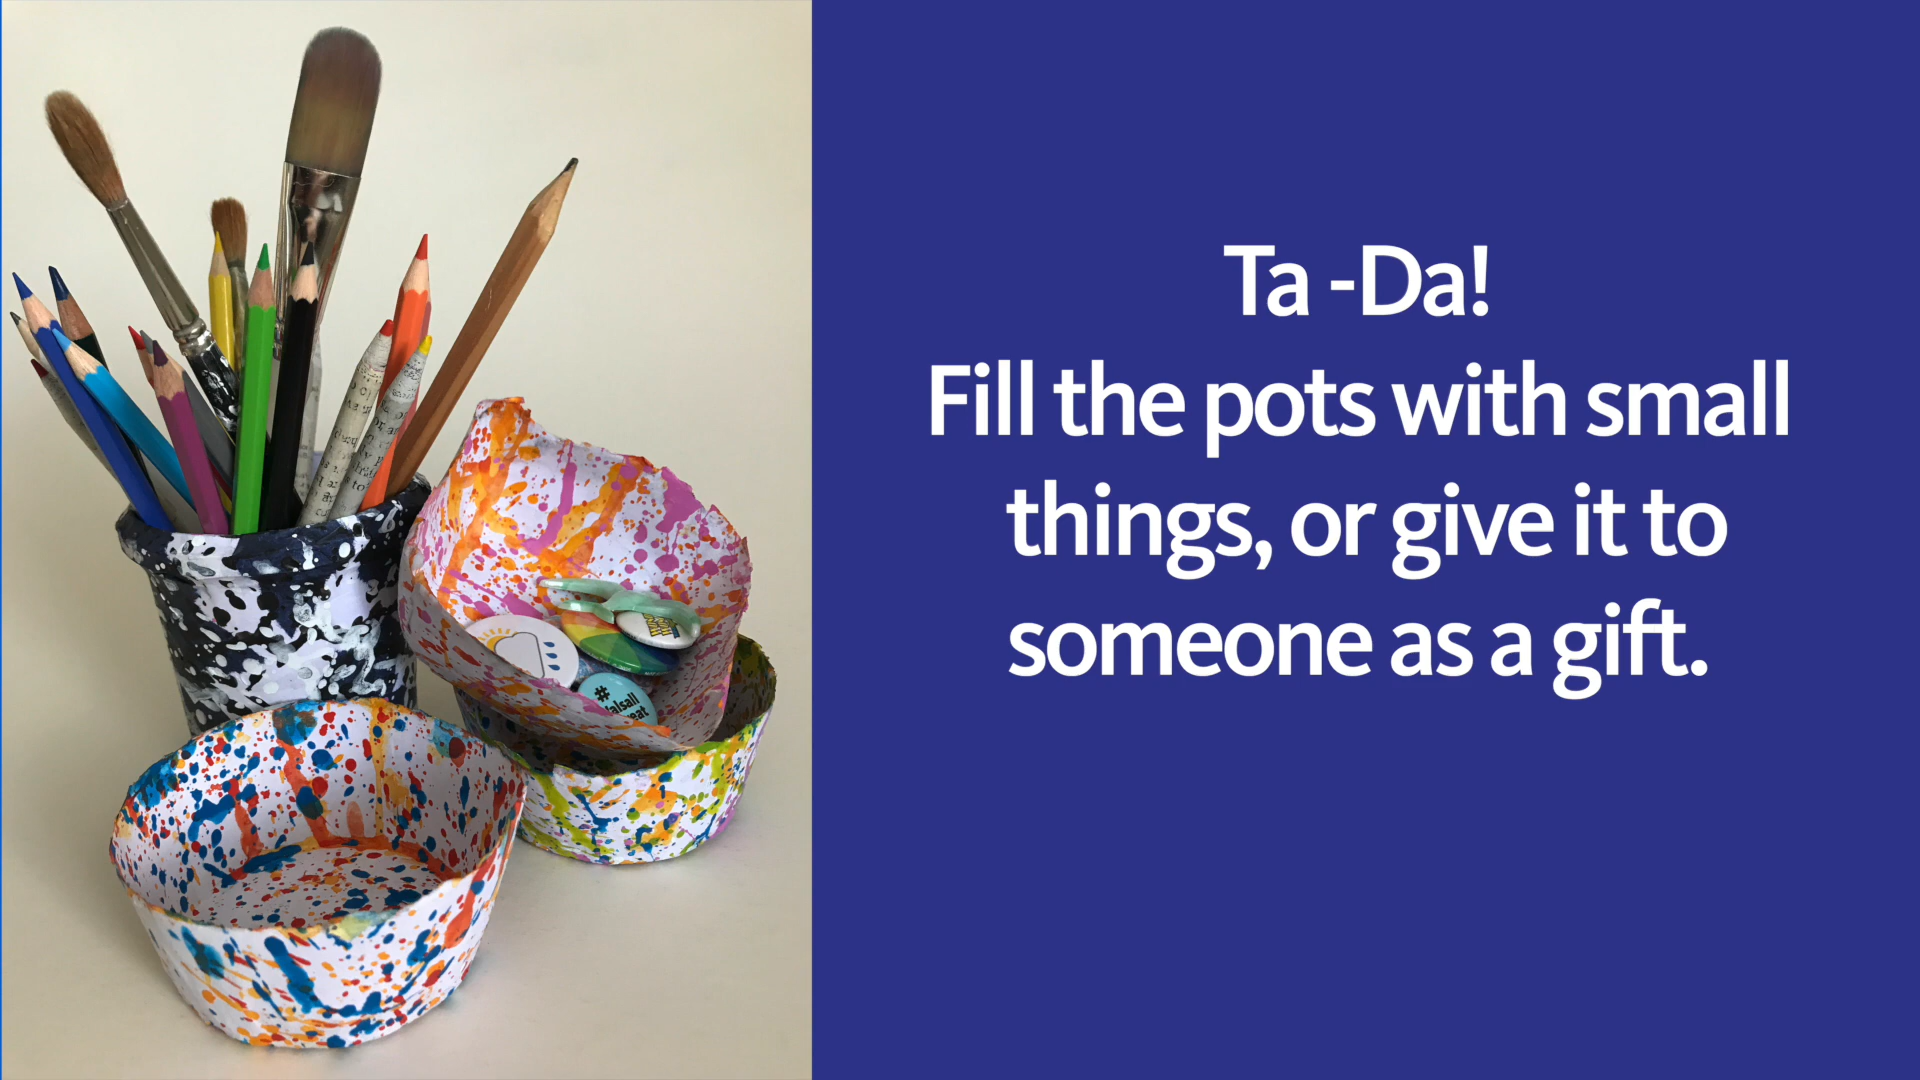 Ta -Da!
Fill the pots with small
things, or give it to
someone as a gift.
#